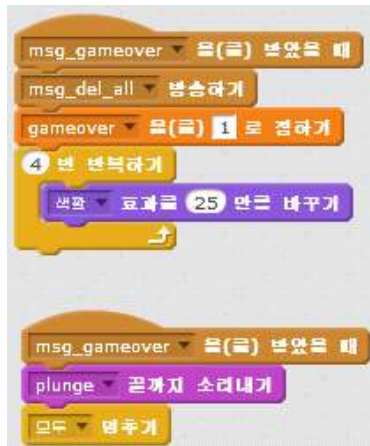 msg_gameover 을(를) 받았을 때
msg_del_all 방송하기
gameover 을(를) 1 로 정하기
4 번 반복하기
색깔 효과를 25 만큼 바꾸기
msg_gameover 을(를) 받았을 때
plunge 끝까지 소리내기
모두 멈추기